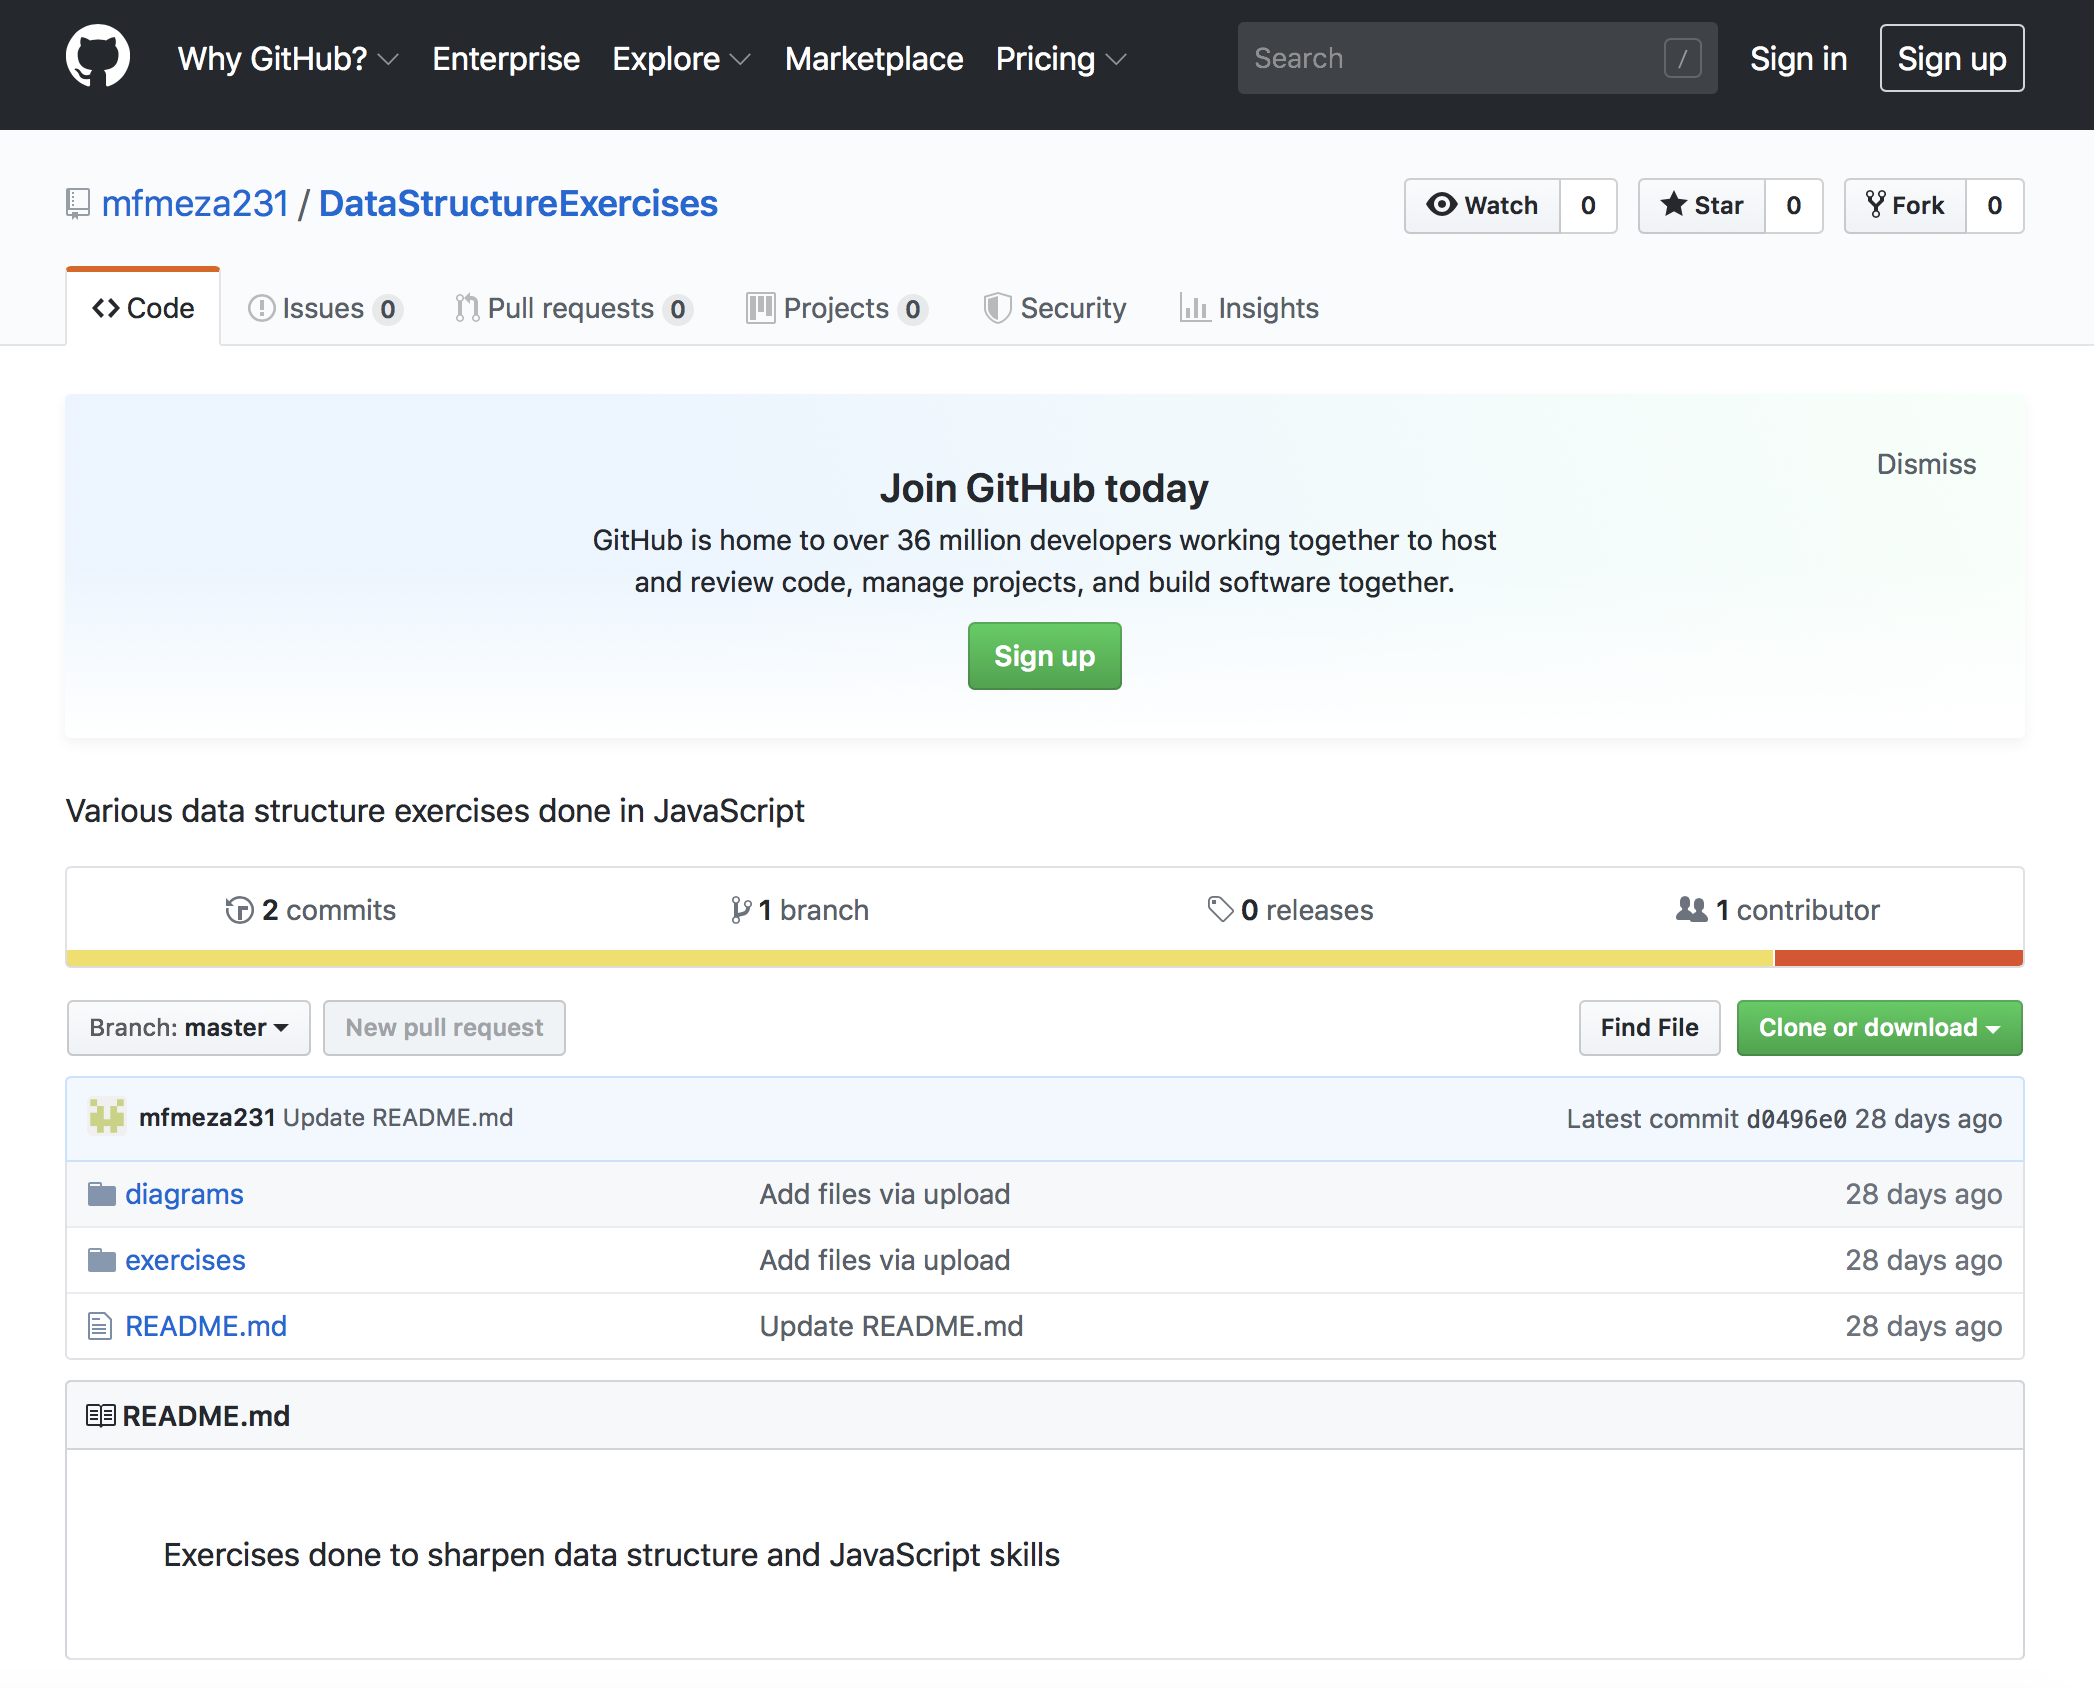 Why GitHub? Enterprise Explore Marketplace Pricing Search / Sign in Sign up
mfmeza231 / DataStructureExercises
Watch 0 Star 0 Fork 0
Code Issues 0 Pull requests 0 Projects 0 Security Insights
Dismiss
Join GitHub today
GitHub is home to over 36 million developers working together to host
and review code, manage projects, and build software together.
Sign up
Various data structure exercises done in JavaScript
2 commits 1 branch 0 releases 1 contributor
Branch: master New pull request Find File Clone or download
mfmeza231 Update README.md Latest commit d0496e0 28 days ago
diagrams Add files via upload 28 days ago
exercises Add files via upload 28 days ago
README.md Update README.md 28 days ago
README.md
Exercises done to sharpen data structure and JavaScript skills